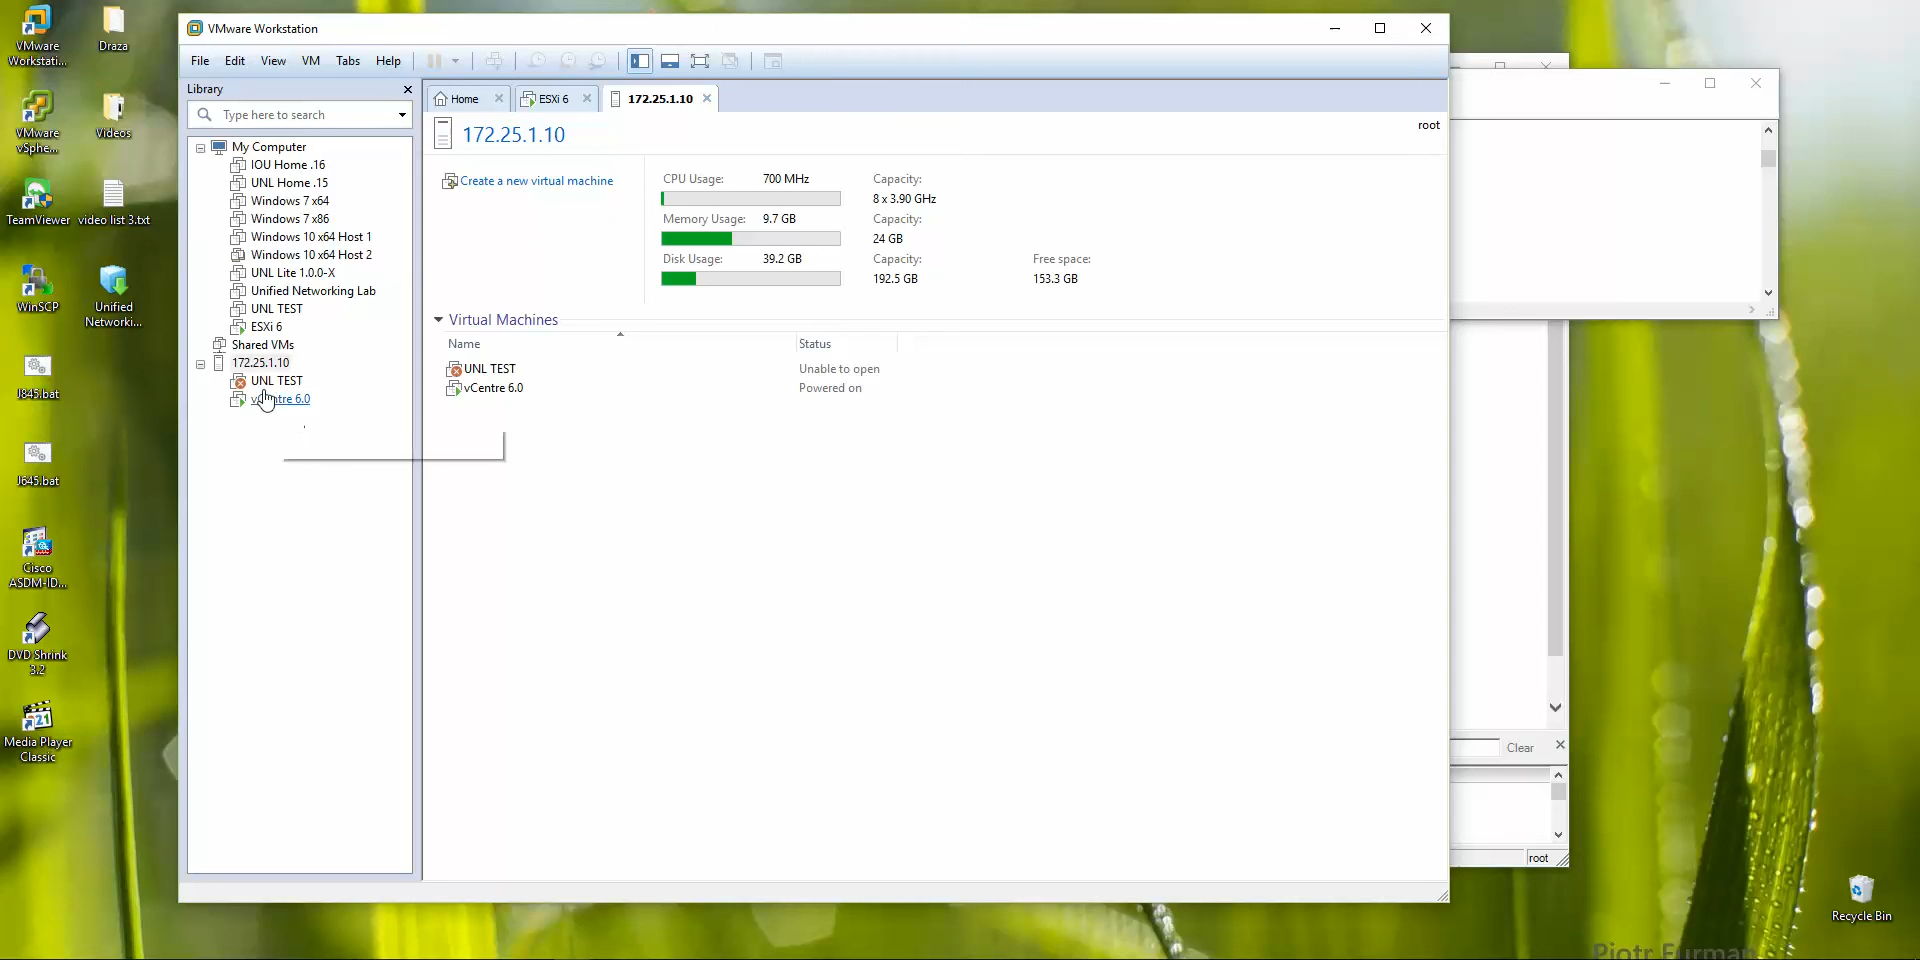 VMware Workstation
File Edit View VM Tabs Help
Library
Type here to search
My Computer
IOU Home .16
UNL Home .15
Windows 7 x64
Windows 7 x86
Windows 10 x64 Host 1
Windows 10 x64 Host 2
UNL Lite 1.0.0-X
Unified Networking Lab
UNL TEST
ESXi 6
Shared VMs
172.25.1.10
UNL TEST
6.0
Home
ESXi 6
172.25.1.10
172.25.1.10
root
Create a new virtual machine
CPU Usage: 700 MHz Capacity:
8 x 3.90 GHz
Memory Usage: 9.7 GB Capacity:
24 GB
Disk Usage: 39.2 GB Capacity: Free space:
192.5 GB 153.3 GB
Virtual Machines
Name Status
UNL TEST Unable to open
vCentre 6.0 Powered on
Clear
root
VMware
Workstati...
Draza
VMware
vSphe...
Videos
TeamViewer
video list 3.txt
WinSCP
Unified
Networki...
J845.bat
J645.bat
Cisco
ASDM-ID...
DVD Shrink
3.2
321
Media Player
Classic
Recycle Bin
Piotr Furman